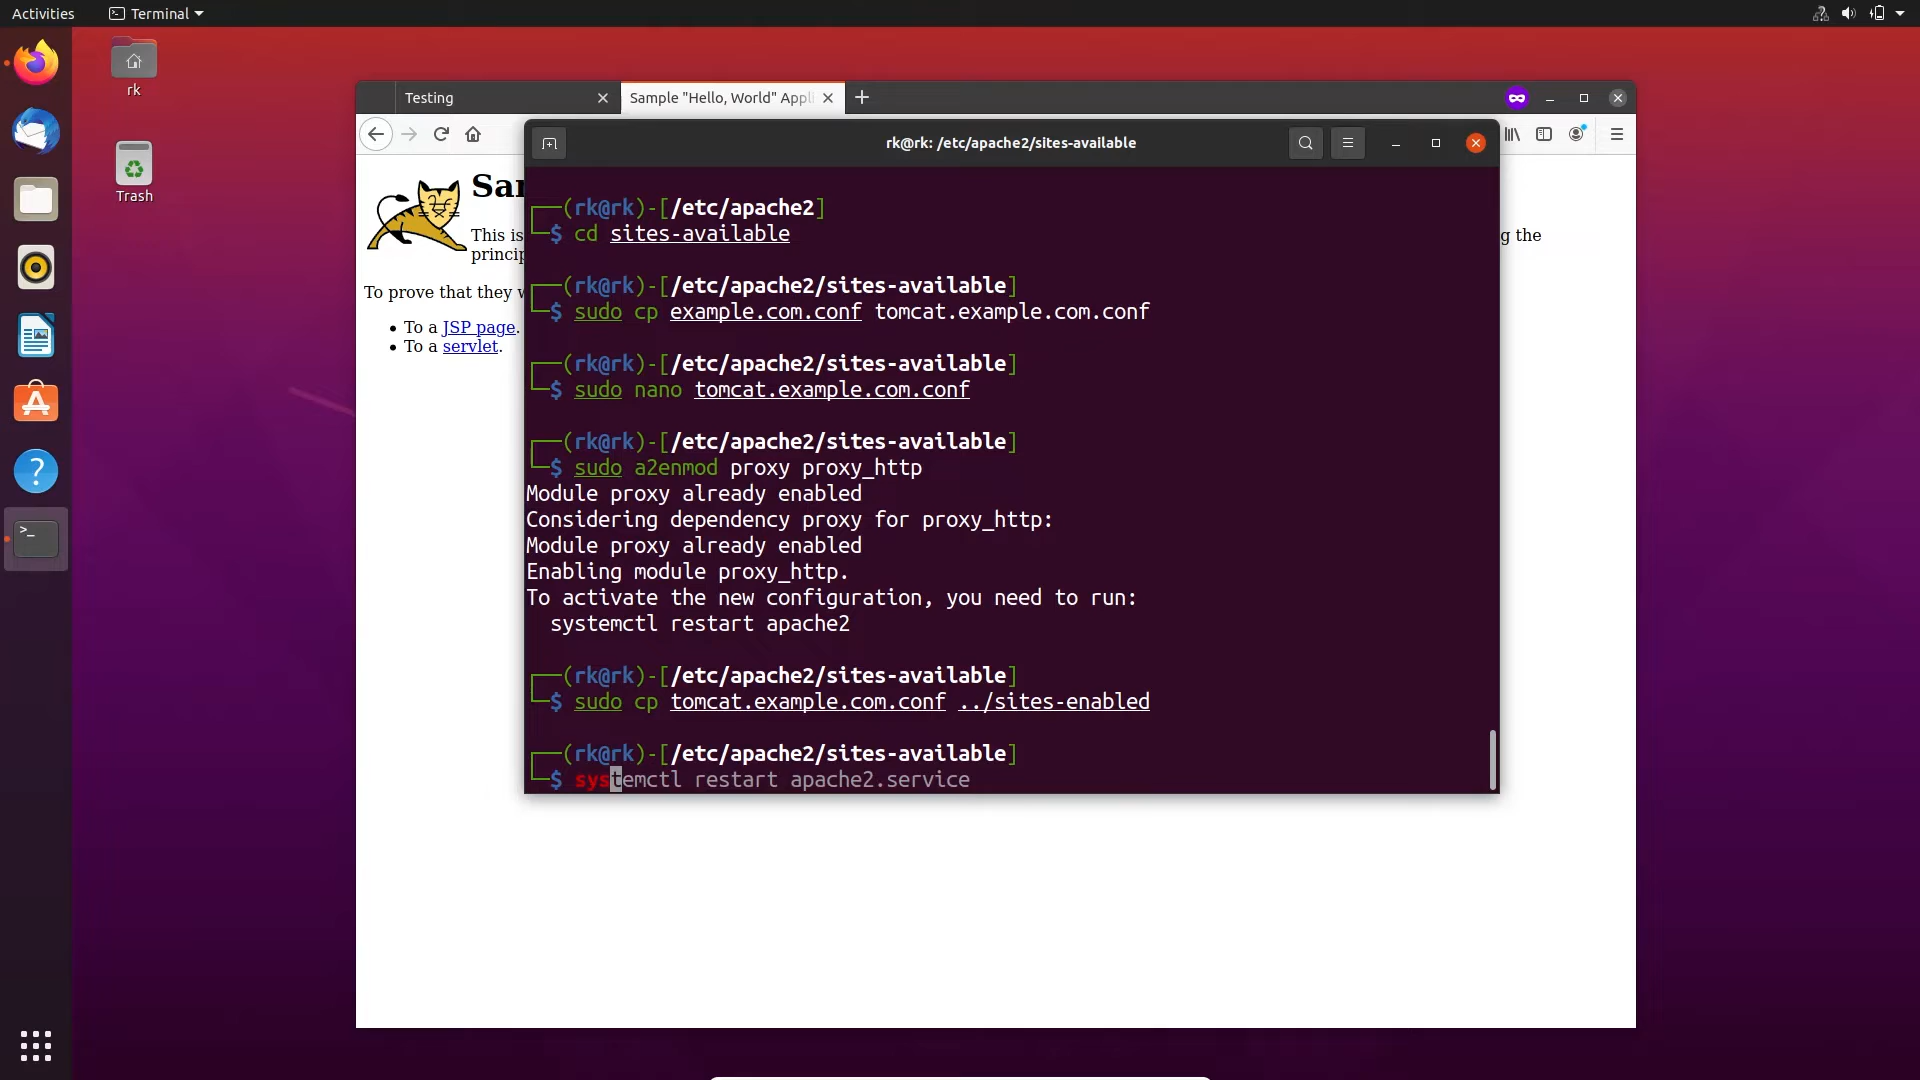 Activities Terminal
rk
Trash
Testing
Sample "Hello, World" Appli
rk@rk: /etc/apache2/sites-available
Sa
This is
g the
princip
To prove that they w
• To a JSP page.
• To a servlet.
┌──(rk@rk)-[/etc/apache2]
└─$ cd sites-available
┌──(rk@rk)-[/etc/apache2/sites-available]
└─$ sudo cp example.com.conf tomcat.example.com.conf
┌──(rk@rk)-[/etc/apache2/sites-available]
└─$ sudo nano tomcat.example.com.conf
┌──(rk@rk)-[/etc/apache2/sites-available]
└─$ sudo a2enmod proxy proxy_http
Module proxy already enabled
Considering dependency proxy for proxy_http:
Module proxy already enabled
Enabling module proxy_http.
To activate the new configuration, you need to run:
systemctl restart apache2
┌──(rk@rk)-[/etc/apache2/sites-available]
└─$ sudo cp tomcat.example.com.conf ../sites-enabled
┌──(rk@rk)-[/etc/apache2/sites-available]
└─$ systemctl restart apache2.service